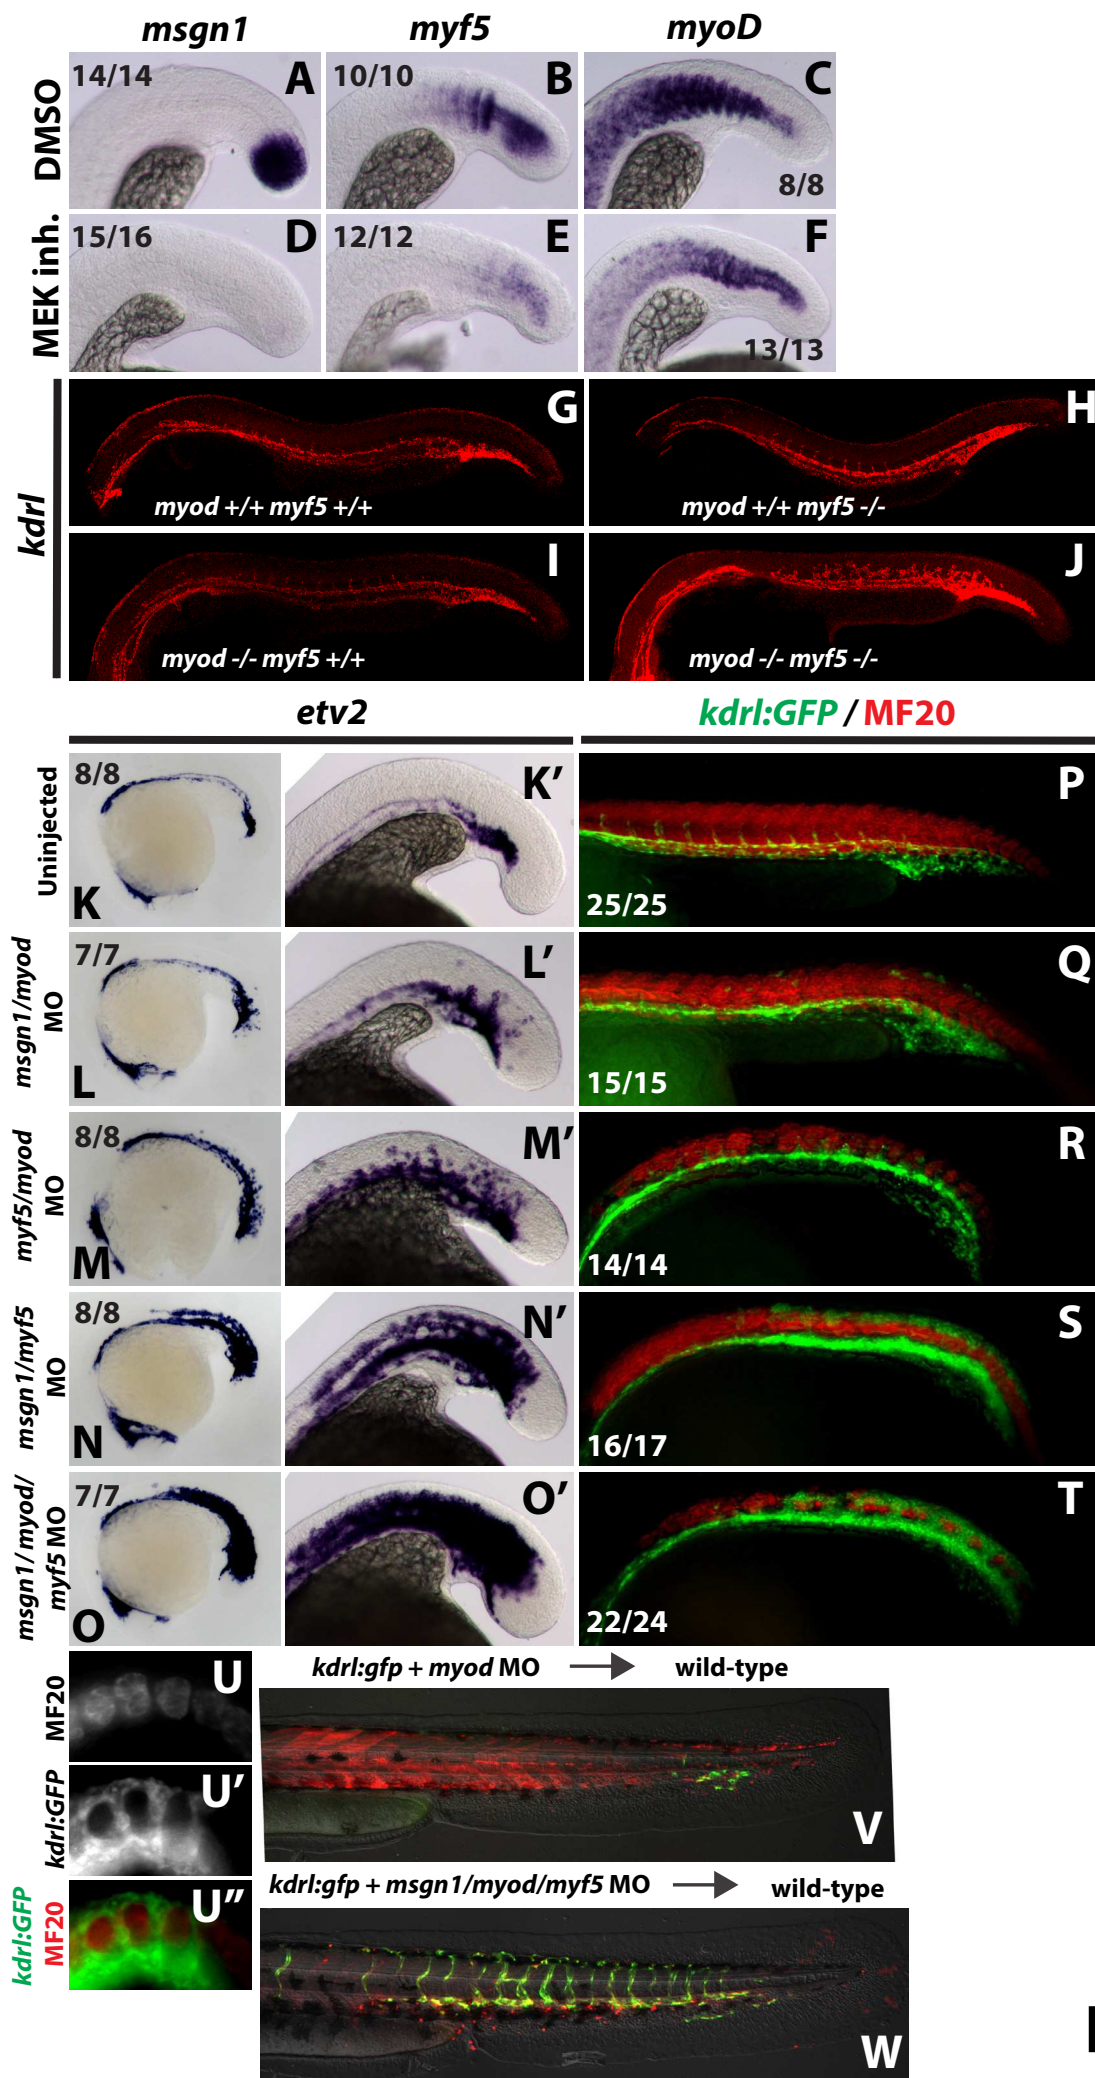 msgn1 myf5 myoD
DMSO
14/14 A 10/10 B C
8/8
MEK inh.
15/16 D 12/12 E F
13/13
kdrl
G H
myod +/+ myf5 +/+ myod +/+ myf5 -/-
I J
myod -/- myf5 +/+ myod -/- myf5 -/-
etv2 kdrl:GFP / MF20
Uninjected
8/8 K' P
K 25/25
msgn1/myod
MO
7/7 L' Q
L 15/15
myf5/myod
MO
8/8 M' R
M 14/14
msgn1/myf5
MO
8/8 N' S
N 16/17
msgn1/myod/
myf5 MO
7/7 O' T
O 22/24
MF20 U
kdrl:GFP U'
kdrl:GFP
MF20
U''
kdrl:gfp + myod MO → wild-type
V
kdrl:gfp + msgn1/myod/myf5 MO → wild-type
W